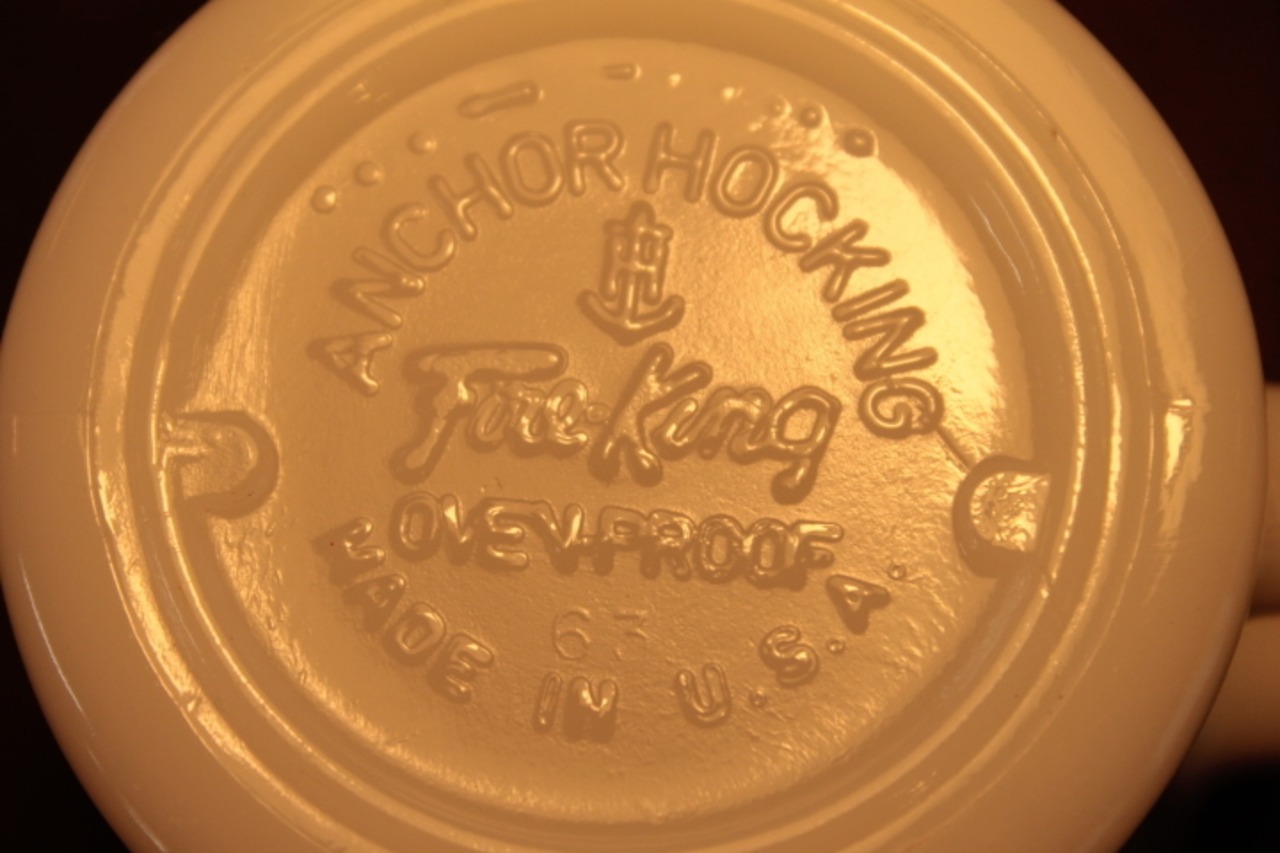 ANCHOR HOCKING
H
Fire-King
OVEN-PROOF
63
MADE IN U.S.A.